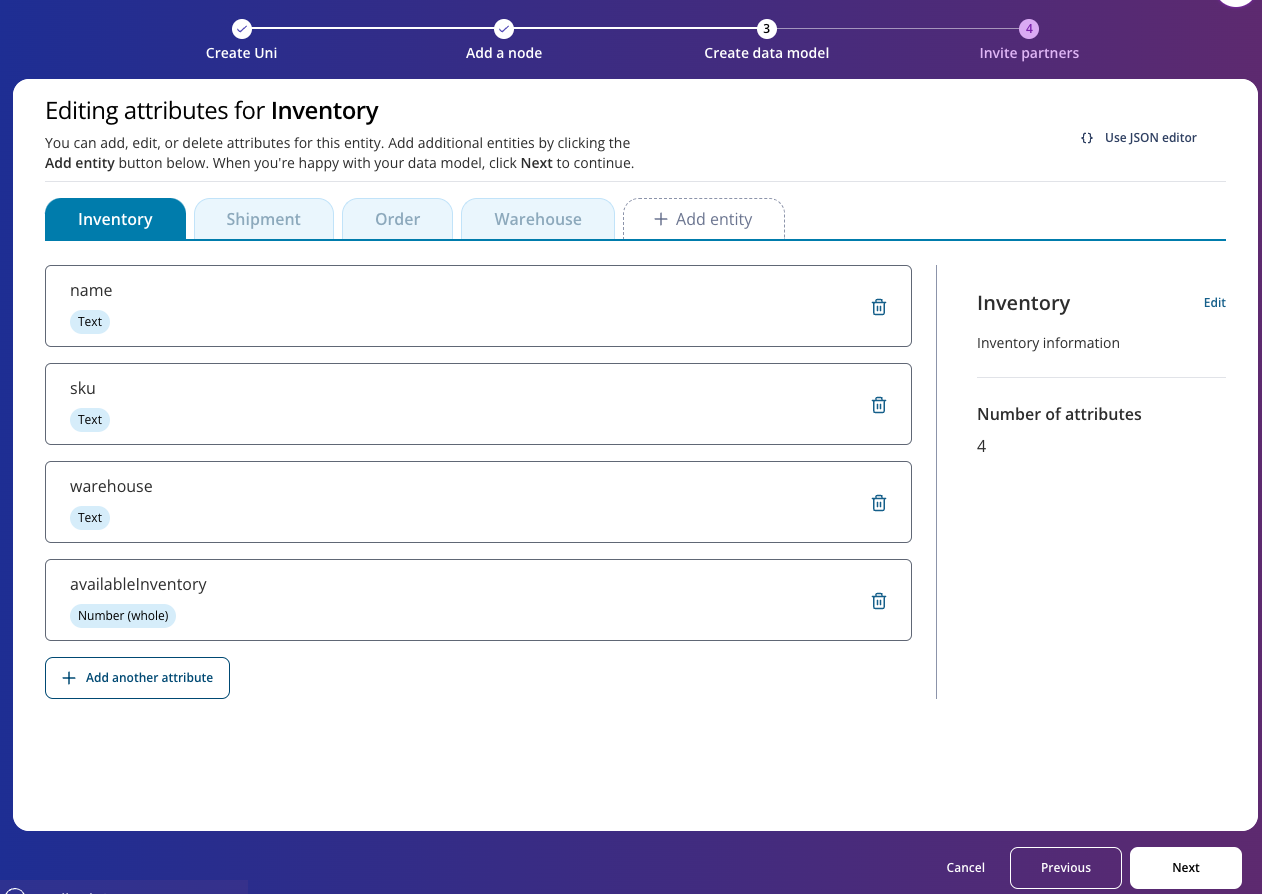 3
4
Create Uni
Add a node
Create data model
Invite partners
Editing attributes for Inventory
You can add, edit, or delete attributes for this entity. Add additional entities by clicking the
Add entity button below. When you're happy with your data model, click Next to continue.
{} Use JSON editor
Inventory
Shipment
Order
Warehouse
+ Add entity
name
Text
sku
Text
warehouse
Text
availableInventory
Number (whole)
+ Add another attribute
Inventory
Edit
Inventory information
Number of attributes
4
Cancel
Previous
Next